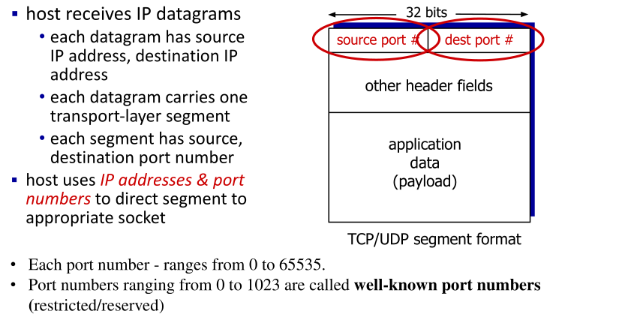 ▪ host receives IP datagrams
• each datagram has source
IP address, destination IP
address
• each datagram carries one
transport-layer segment
• each segment has source,
destination port number
▪ host uses IP addresses & port
numbers to direct segment to
appropriate socket
32 bits
source port # dest port #
other header fields
application
data
(payload)
TCP/UDP segment format
• Each port number - ranges from 0 to 65535.
• Port numbers ranging from 0 to 1023 are called well-known port numbers
(restricted/reserved)